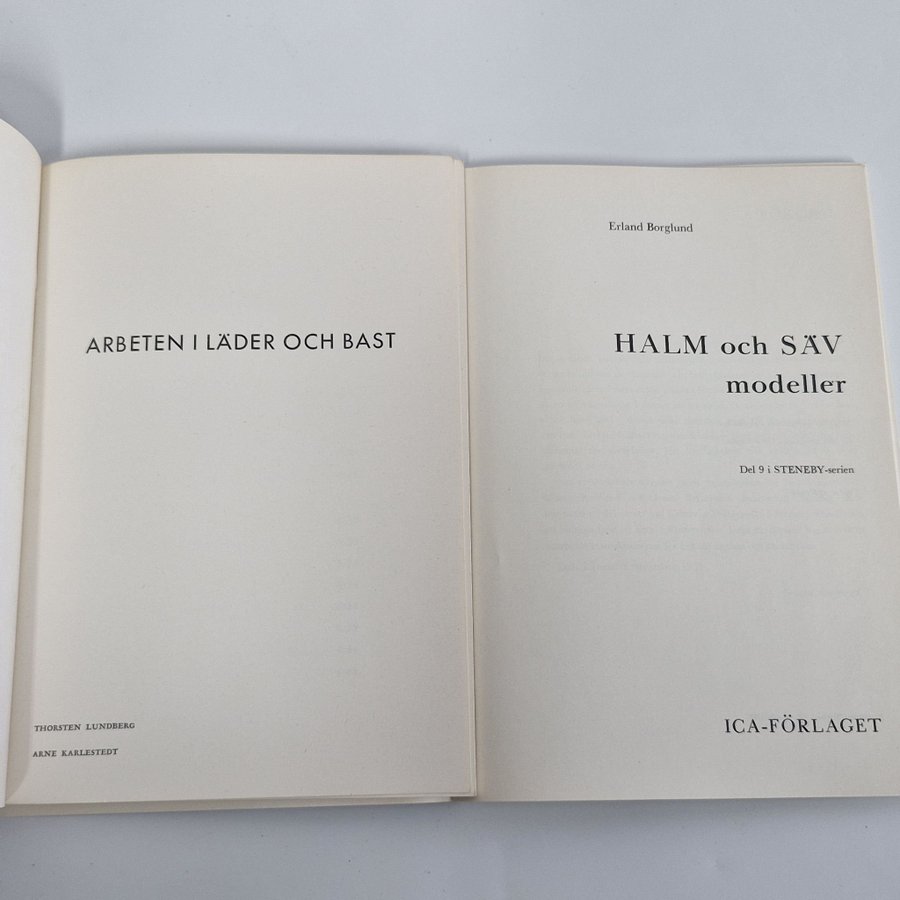 ARBETEN I LÄDER OCH BAST
THORSTEN LUNDBERG
ARNE KARLESTEDT
Erland Borglund
HALM och SÄV
modeller
Del 9 i STENEBY-serien
ICA-FÖRLAGET